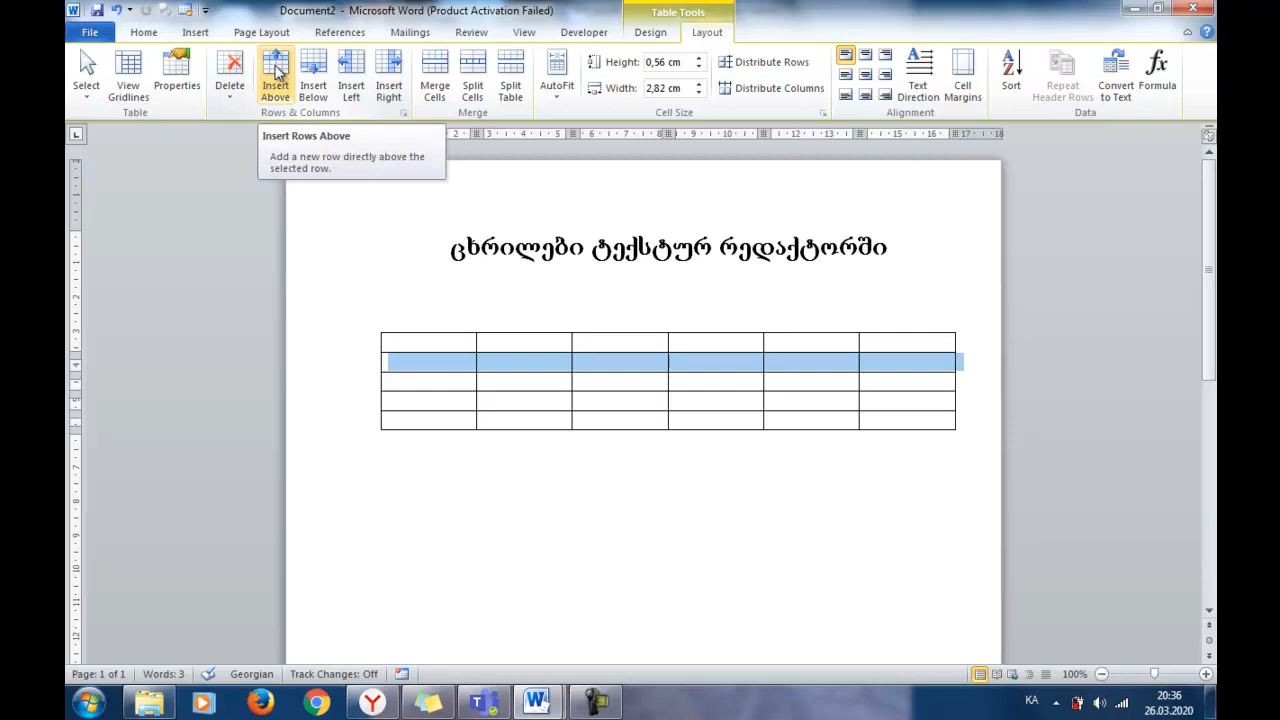 Document2 - Microsoft Word (Product Activation Failed)
Table Tools
File Home Insert Page Layout References Mailings Review View Developer Design Layout
Select
View Gridlines
Properties
Delete
Insert Above
Insert Below
Insert Left
Insert Right
Merge Cells
Split Cells
Split Table
AutoFit
Height: 0,56 cm
Width: 2,82 cm
Distribute Rows
Distribute Columns
Text Direction
Cell Margins
Sort
Repeat Header Rows
Convert to Text
Formula
Table Rows & Columns Merge Cell Size Alignment Data
Insert Rows Above
Add a new row directly above the
selected row.
ცხრილები ტექსტურ რედაქტორში
Page: 1 of 1 Words: 3 Georgian Track Changes: Off 100%
KA
20:36
26.03.2020